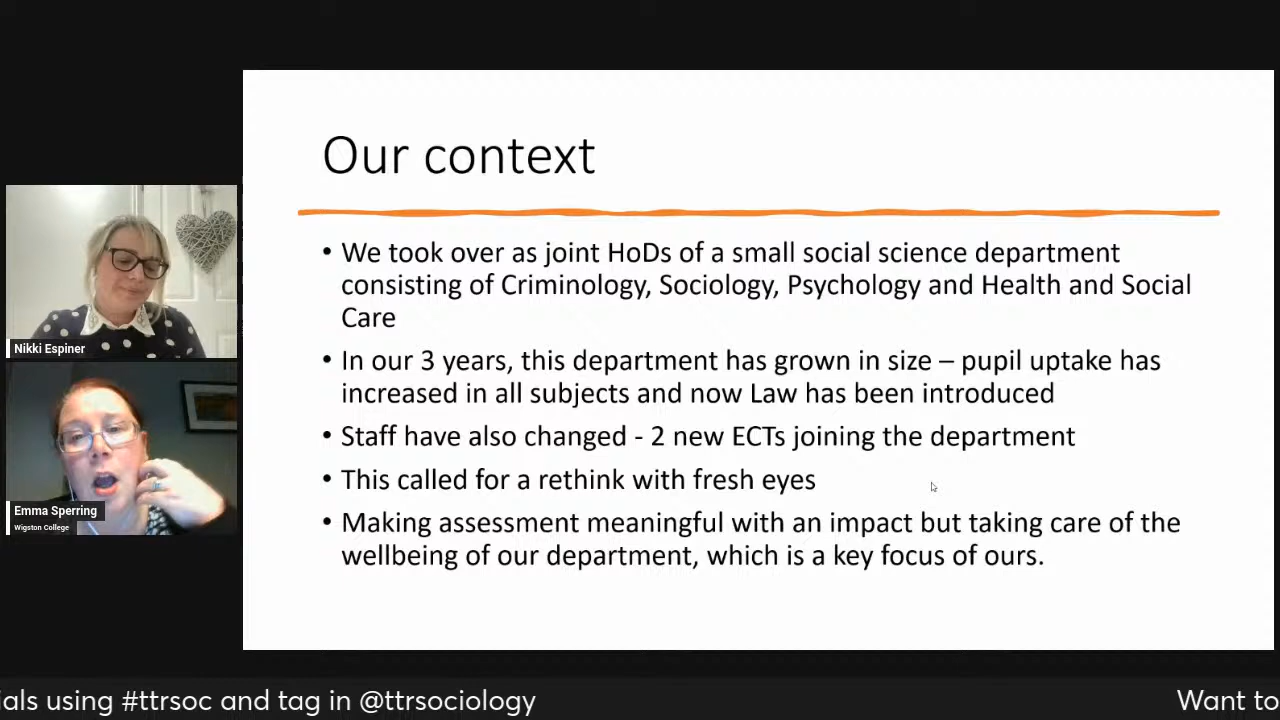 Our context
• We took over as joint HoDs of a small social science department
consisting of Criminology, Sociology, Psychology and Health and Social
Care
• In our 3 years, this department has grown in size – pupil uptake has
increased in all subjects and now Law has been introduced
• Staff have also changed - 2 new ECTs joining the department
• This called for a rethink with fresh eyes
• Making assessment meaningful with an impact but taking care of the
wellbeing of our department, which is a key focus of ours.
Nikki Espiner
Emma Sperring
Wigston College
ials using #ttrsoc and tag in @ttrsociology
Want to